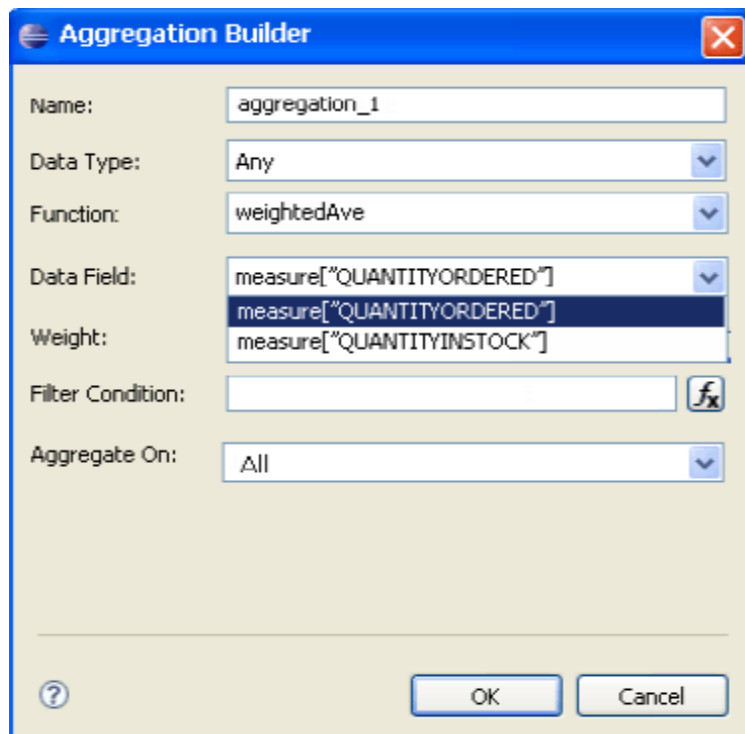 Aggregation Builder
Name: aggregation_1
Data Type: Any
Function: weightedAve
Data Field: measure["QUANTITYORDERED"]
measure["QUANTITYORDERED"]
Weight: measure["QUANTITYINSTOCK"]
Filter Condition: fx
Aggregate On: All
? OK Cancel